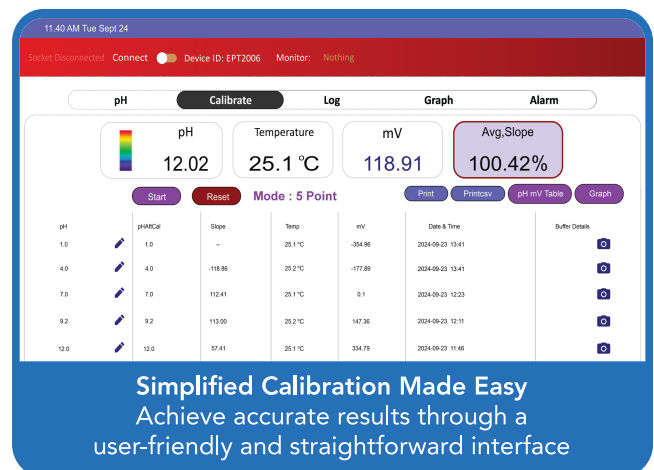 11.40 AM Tue Sept 24
Socket Disconnected Connect Device ID: EPT2006 Monitor: Nothing
pH Calibrate Log Graph Alarm
pH Temperature mV Avg,Slope
12.02 25.1 °C 118.91 100.42%
Start Reset Mode : 5 Point Print Printcsv pH mV Table Graph
pH pHAftCal Slope Temp mV Date & Time Buffer Details
1.0 1.0 – 25.1 °C -354.96 2024-09-23 13:41
4.0 4.0 -118.86 25.2 °C -177.89 2024-09-23 13:41
7.0 7.0 112.41 25.1 °C 0.1 2024-09-23 12:23
9.2 9.2 113.00 25.2 °C 147.36 2024-09-23 12:11
12.0 12.0 57.41 25.1 °C 334.79 2024-09-23 11:46
Simplified Calibration Made Easy
Achieve accurate results through a
user-friendly and straightforward interface